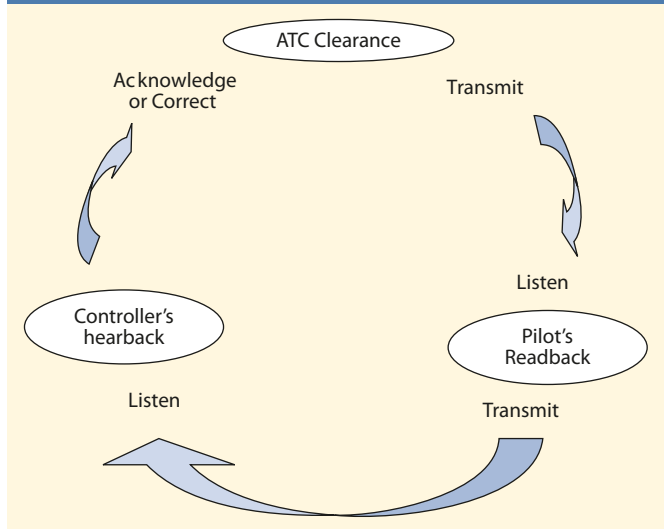 ATC Clearance
Acknowledge
or Correct
Transmit
Listen
Controller's
hearback
Pilot's
Readback
Listen
Transmit